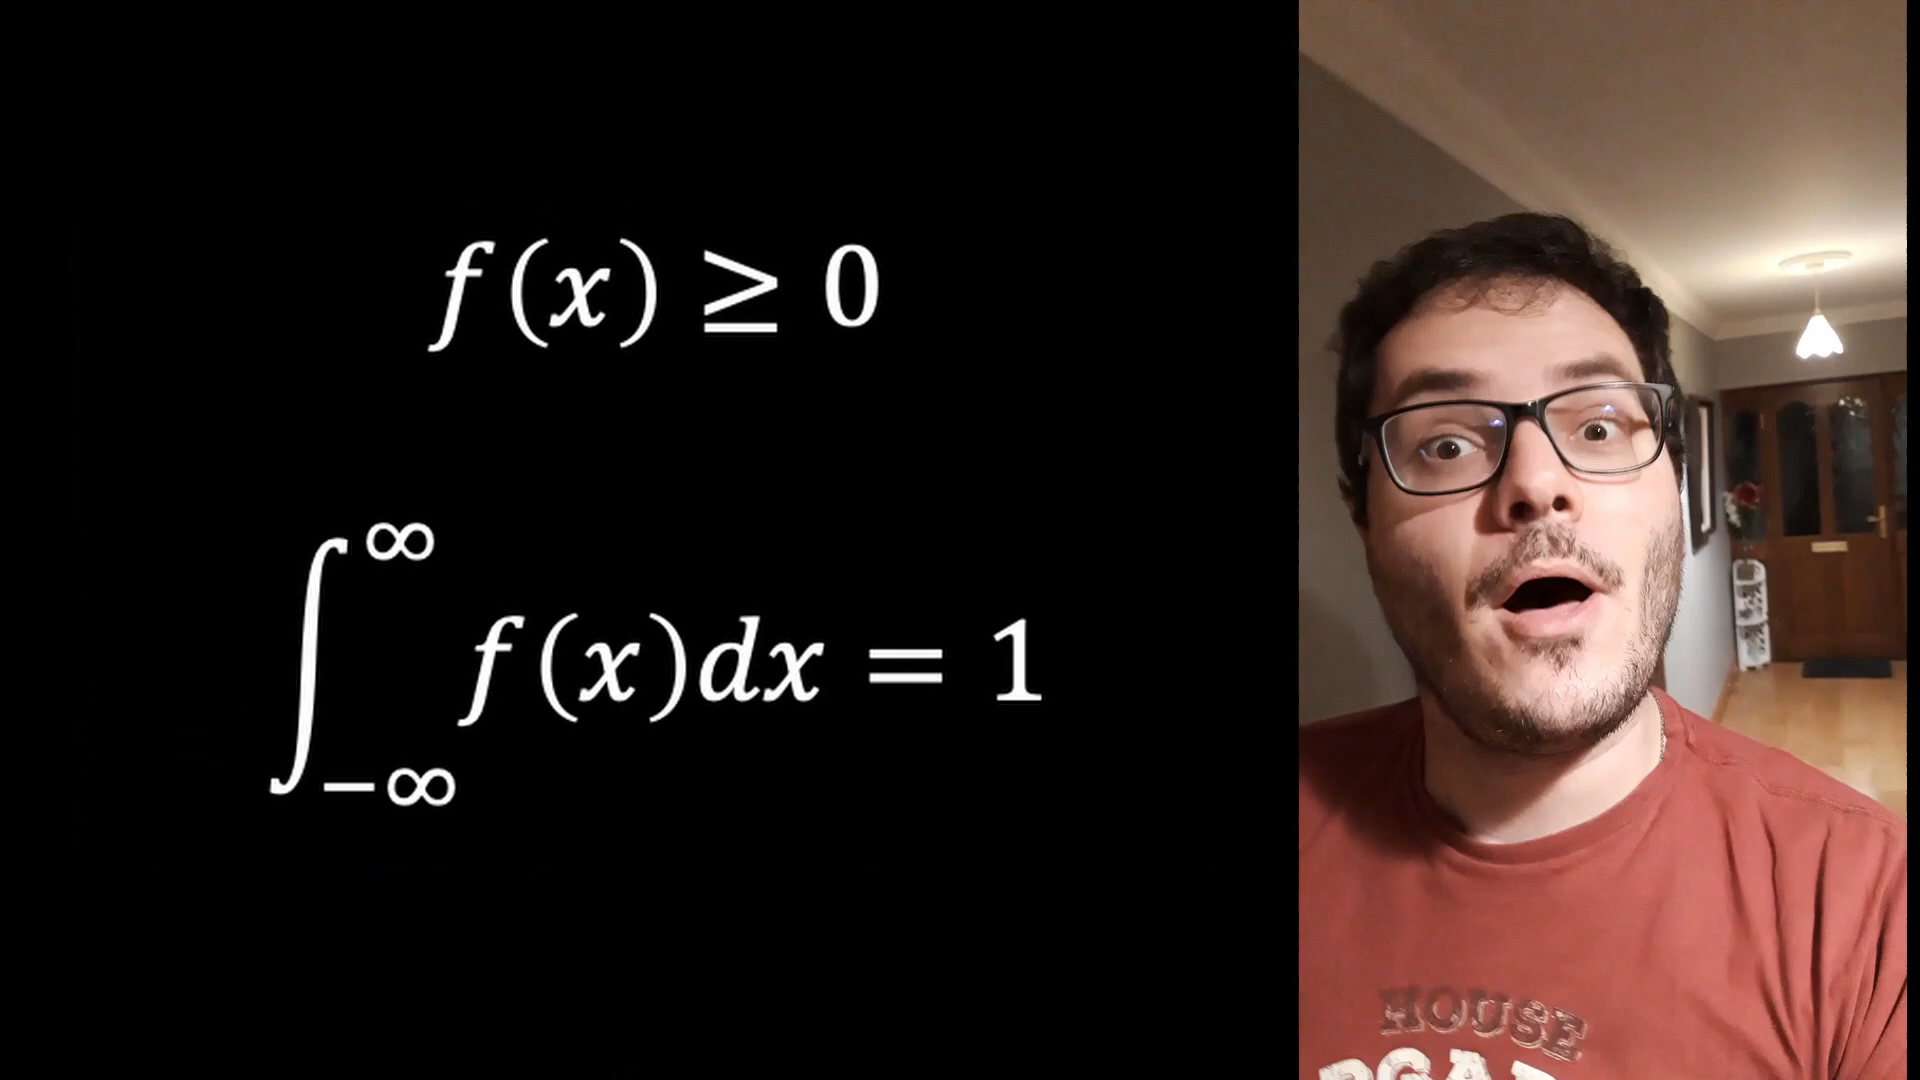 f(x) ≥ 0
∫_{-∞}^{∞} f(x)dx = 1
HOUSE